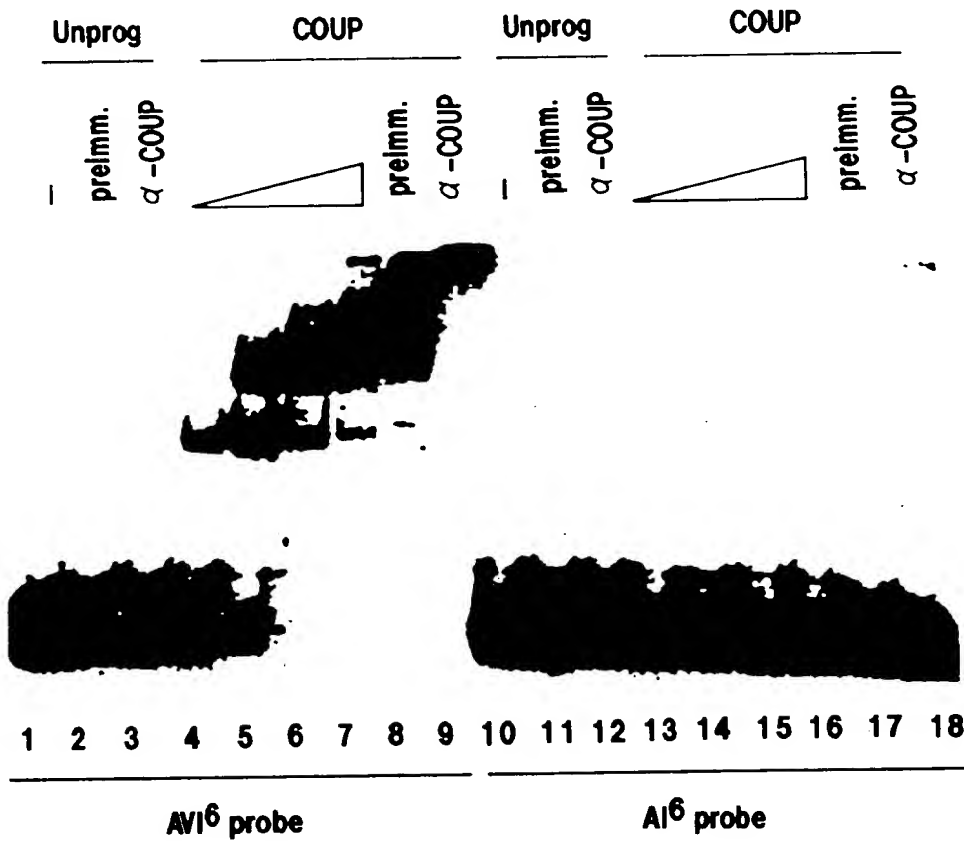 Unprog COUP Unprog COUP
– preImm. α-COUP preImm. α-COUP – preImm. α-COUP preImm. α-COUP
1 2 3 4 5 6 7 8 9 10 11 12 13 14 15 16 17 18
AVI⁶ probe AI⁶ probe